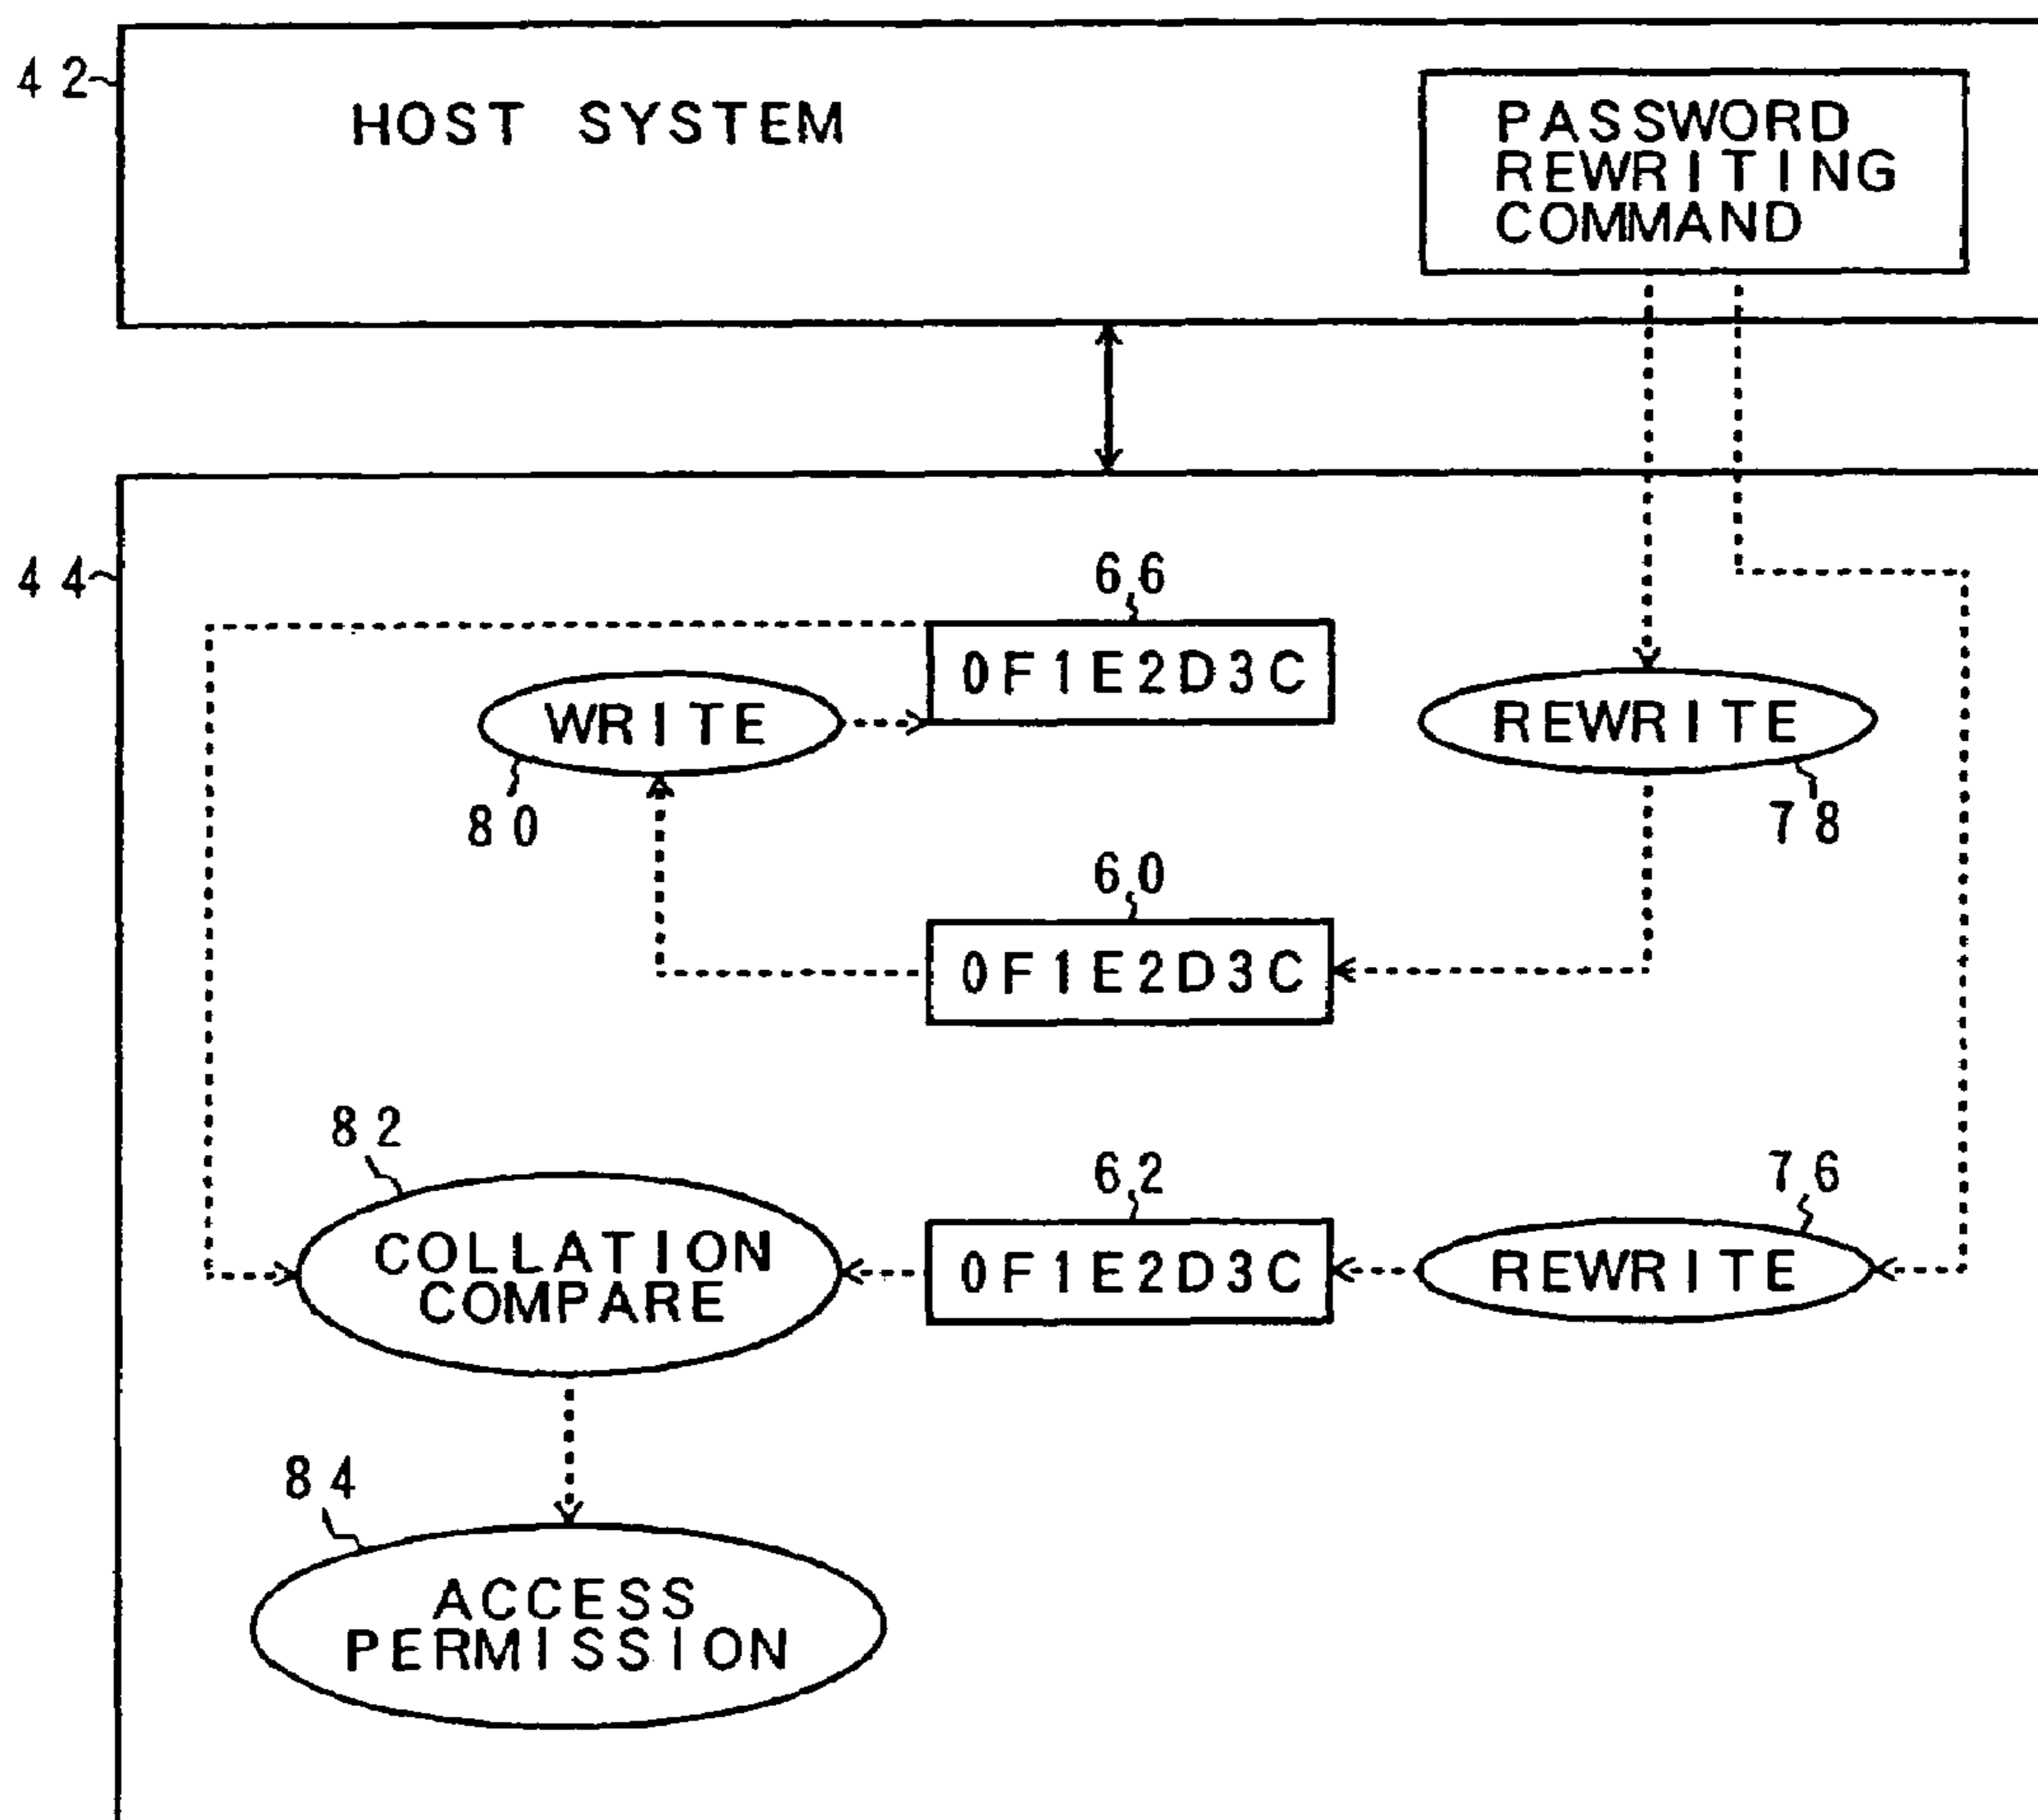 42
HOST SYSTEM
PASSWORD
REWRITING
COMMAND
44
66
0F1E2D3C
WRITE
REWRITE
80
78
60
0F1E2D3C
82
62
76
COLLATION
COMPARE
0F1E2D3C
REWRITE
84
ACCESS
PERMISSION